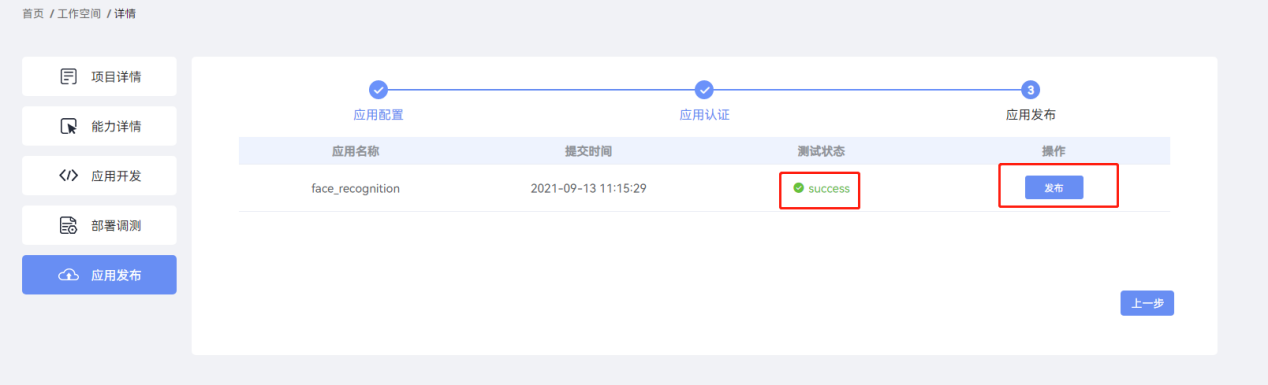 首页 / 工作空间 / 详情
项目详情
能力详情
应用开发
部署调测
应用发布
3
应用配置 应用认证 应用发布
应用名称 提交时间 测试状态 操作
face_recognition 2021-09-13 11:15:29 success 发布
上一步